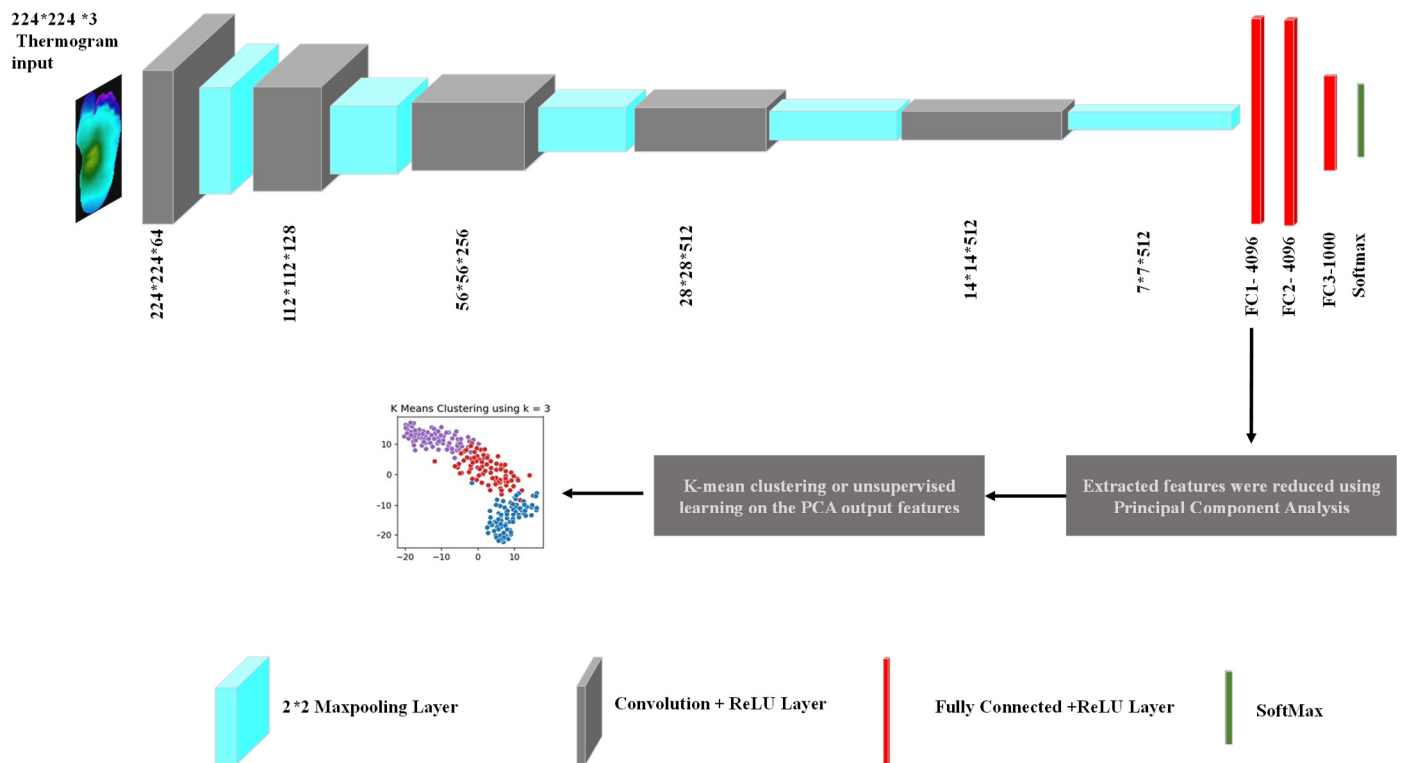 224*224 *3
Thermogram
input
224*224*64
112*112*128
56*56*256
28*28*512
14*14*512
7*7*512
FC1- 4096
FC2- 4096
FC3-1000
Softmax
K Means Clustering using k = 3
10
0
−10
−20
−20
−10
0
10
K-mean clustering or unsupervised
learning on the PCA output features
Extracted features were reduced using
Principal Component Analysis
2*2 Maxpooling Layer
Convolution + ReLU Layer
Fully Connected +ReLU Layer
SoftMax